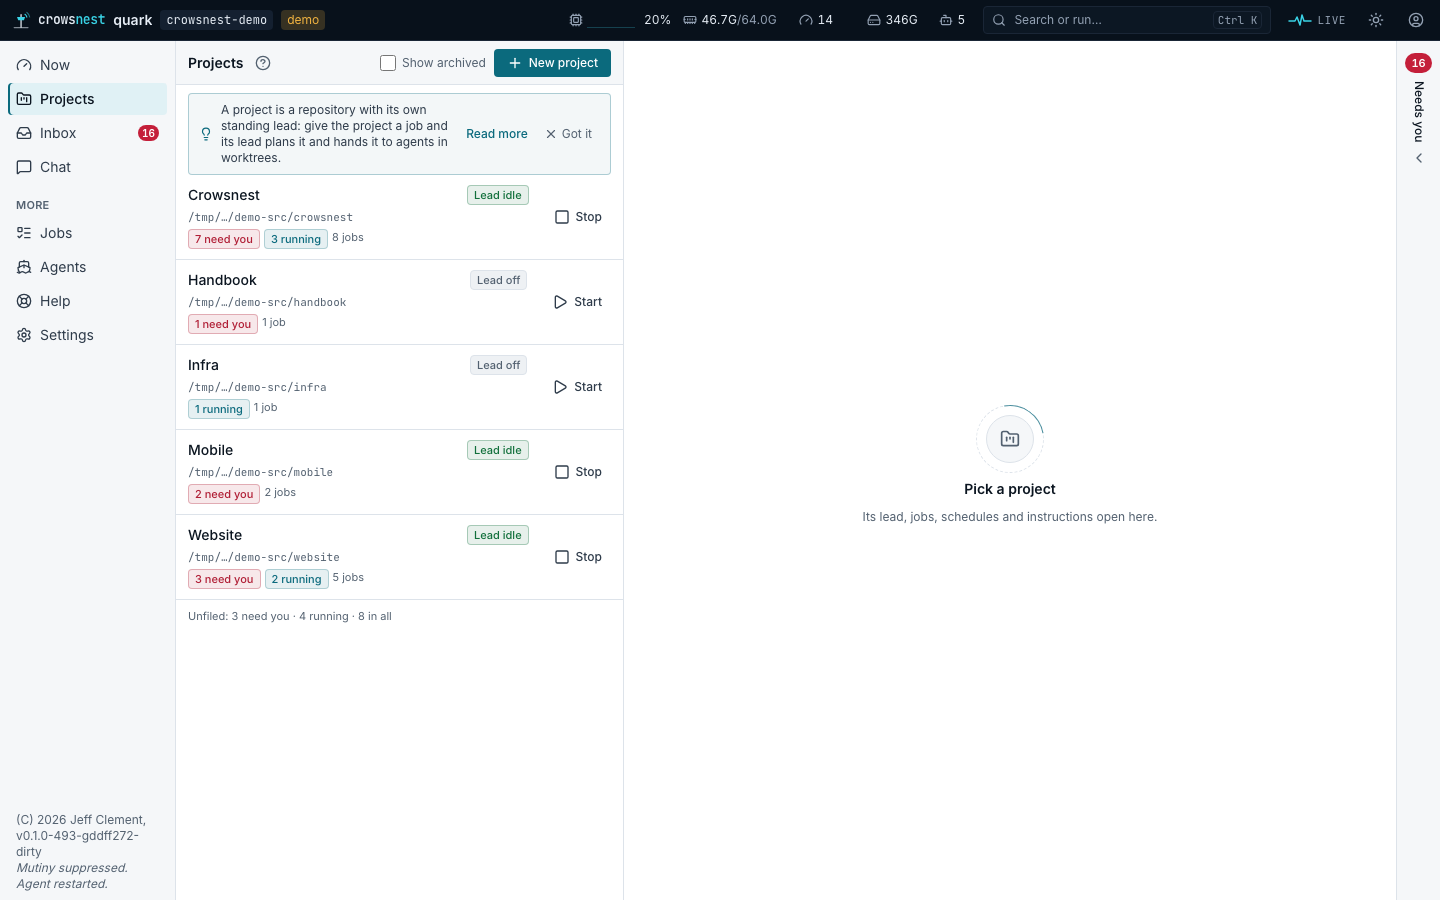 crowsnest quark crowsnest-demo demo 20% 46.7G/64.0G 14 346G 5 Search or run... Ctrl K LIVE
Now
Projects
Inbox 16
Chat
MORE
Jobs
Agents
Help
Settings
(C) 2026 Jeff Clement,
v0.1.0-493-gddff272-
dirty
Mutiny suppressed.
Agent restarted.
Projects Show archived New project
A project is a repository with its own
standing lead: give the project a job and
its lead plans it and hands it to agents in
worktrees.
Read more Got it
Crowsnest Lead idle
/tmp/…/demo-src/crowsnest Stop
7 need you 3 running 8 jobs
Handbook Lead off
/tmp/…/demo-src/handbook Start
1 need you 1 job
Infra Lead off
/tmp/…/demo-src/infra Start
1 running 1 job
Mobile Lead idle
/tmp/…/demo-src/mobile Stop
2 need you 2 jobs
Website Lead idle
/tmp/…/demo-src/website Stop
3 need you 2 running 5 jobs
Unfiled: 3 need you · 4 running · 8 in all
Pick a project
Its lead, jobs, schedules and instructions open here.
16
Needs you